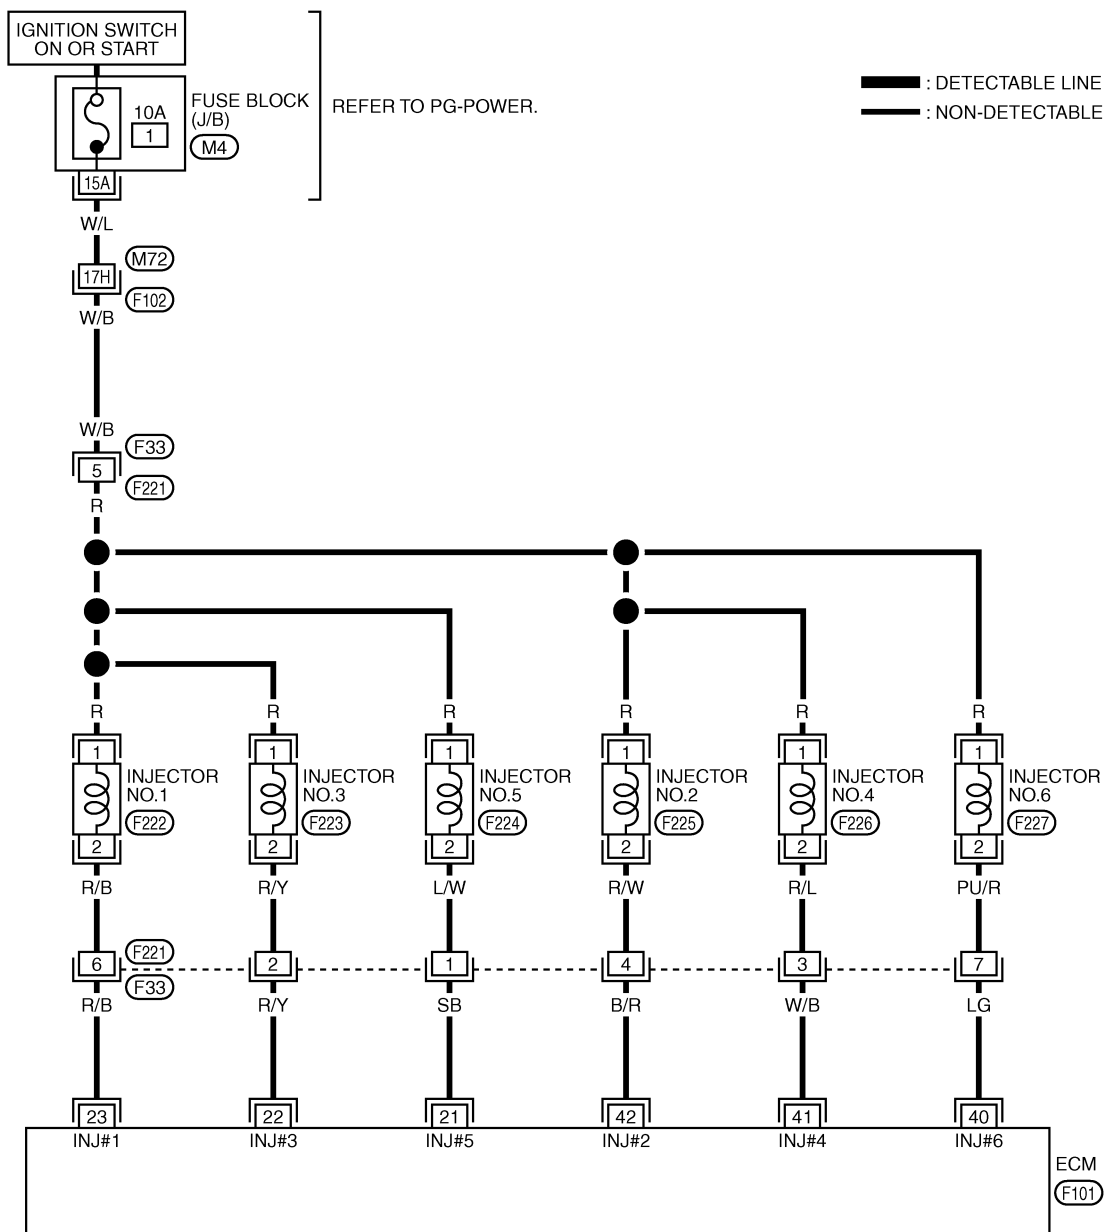 IGNITION SWITCH
ON OR START
10A
1
FUSE BLOCK
(J/B)
M4
REFER TO PG-POWER.
: DETECTABLE LINE
: NON-DETECTABLE
15A
W/L
M72
17H
F102
W/B
W/B
F33
5
F221
R
R R R R R R
1 1 1 1 1 1
INJECTOR INJECTOR INJECTOR INJECTOR INJECTOR INJECTOR
NO.1 NO.3 NO.5 NO.2 NO.4 NO.6
F222 F223 F224 F225 F226 F227
2 2 2 2 2 2
R/B R/Y L/W R/W R/L PU/R
F221
6 2 1 4 3 7
F33
R/B R/Y SB B/R W/B LG
23 22 21 42 41 40
INJ#1 INJ#3 INJ#5 INJ#2 INJ#4 INJ#6
ECM
F101